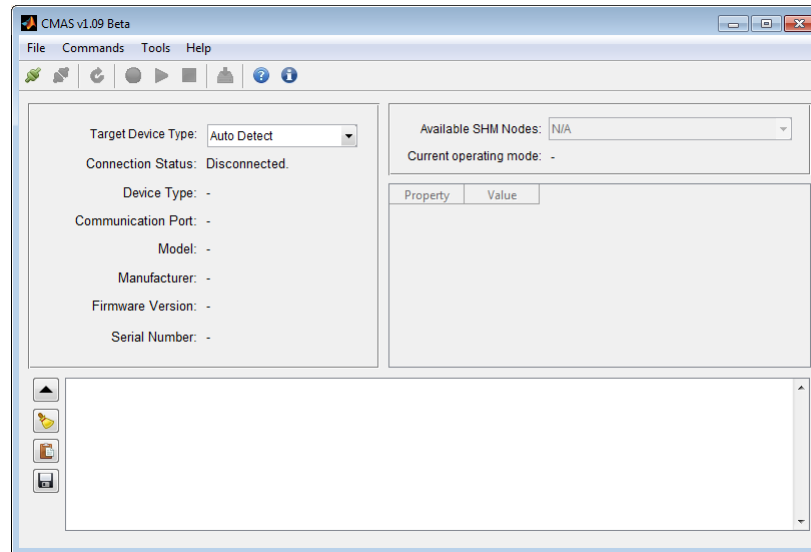 CMAS v1.09 Beta
File Commands Tools Help
Target Device Type: Auto Detect
Connection Status: Disconnected.
Device Type: -
Communication Port: -
Model: -
Manufacturer: -
Firmware Version: -
Serial Number: -
Available SHM Nodes: N/A
Current operating mode: -
Property Value